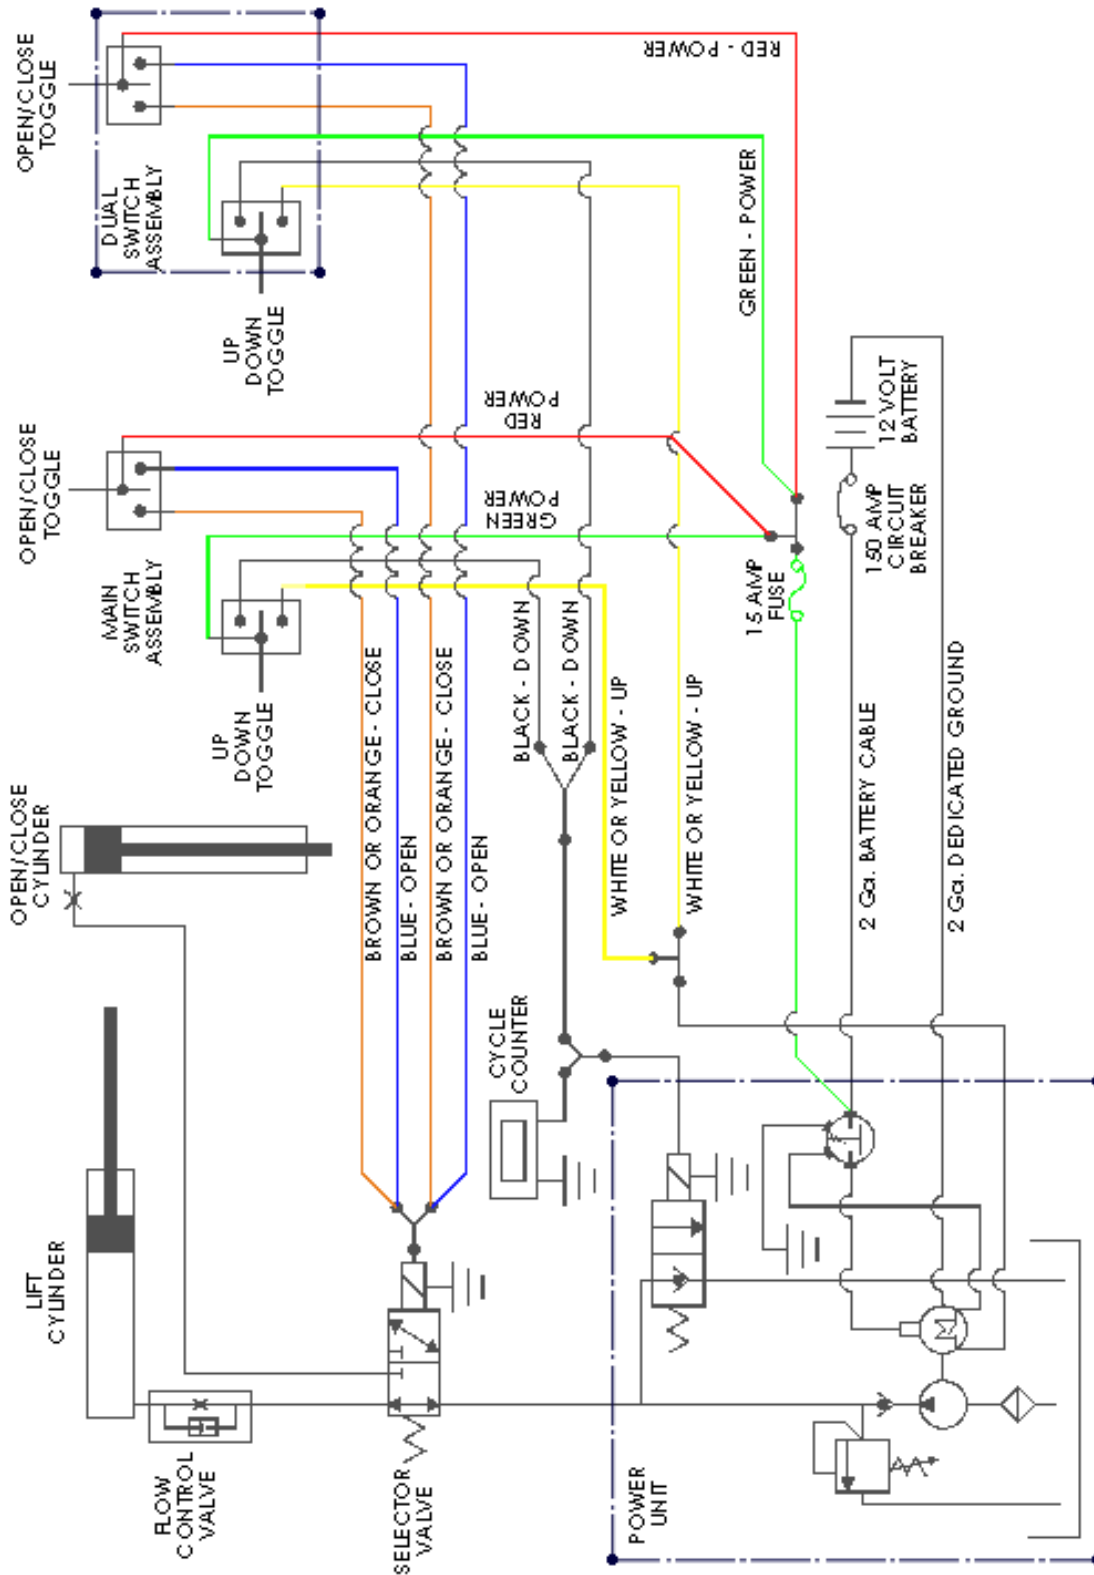 OPEN/CLOSE
TOGGLE
DUAL
SWITCH
ASSEMBLY
UP
DOWN
TOGGLE
RED - POWER
GREEN - POWER
OPEN/CLOSE
TOGGLE
MAIN
SWITCH
ASSEMBLY
UP
DOWN
TOGGLE
RED
POWER
GREEN
POWER
12 VOLT
BATTERY
150 AMP
CIRCUIT
BREAKER
15 AMP
FUSE
OPEN/CLOSE
CYLINDER
BROWN OR ORANGE - CLOSE
BLUE - OPEN
BROWN OR ORANGE - CLOSE
BLUE - OPEN
BLACK - DOWN
BLACK - DOWN
WHITE OR YELLOW - UP
WHITE OR YELLOW - UP
2 Ga. BATTERY CABLE
2 Ga. DEDICATED GROUND
CYCLE
COUNTER
LIFT
CYLINDER
FLOW
CONTROL
VALVE
SELECTOR
VALVE
POWER
UNIT
M